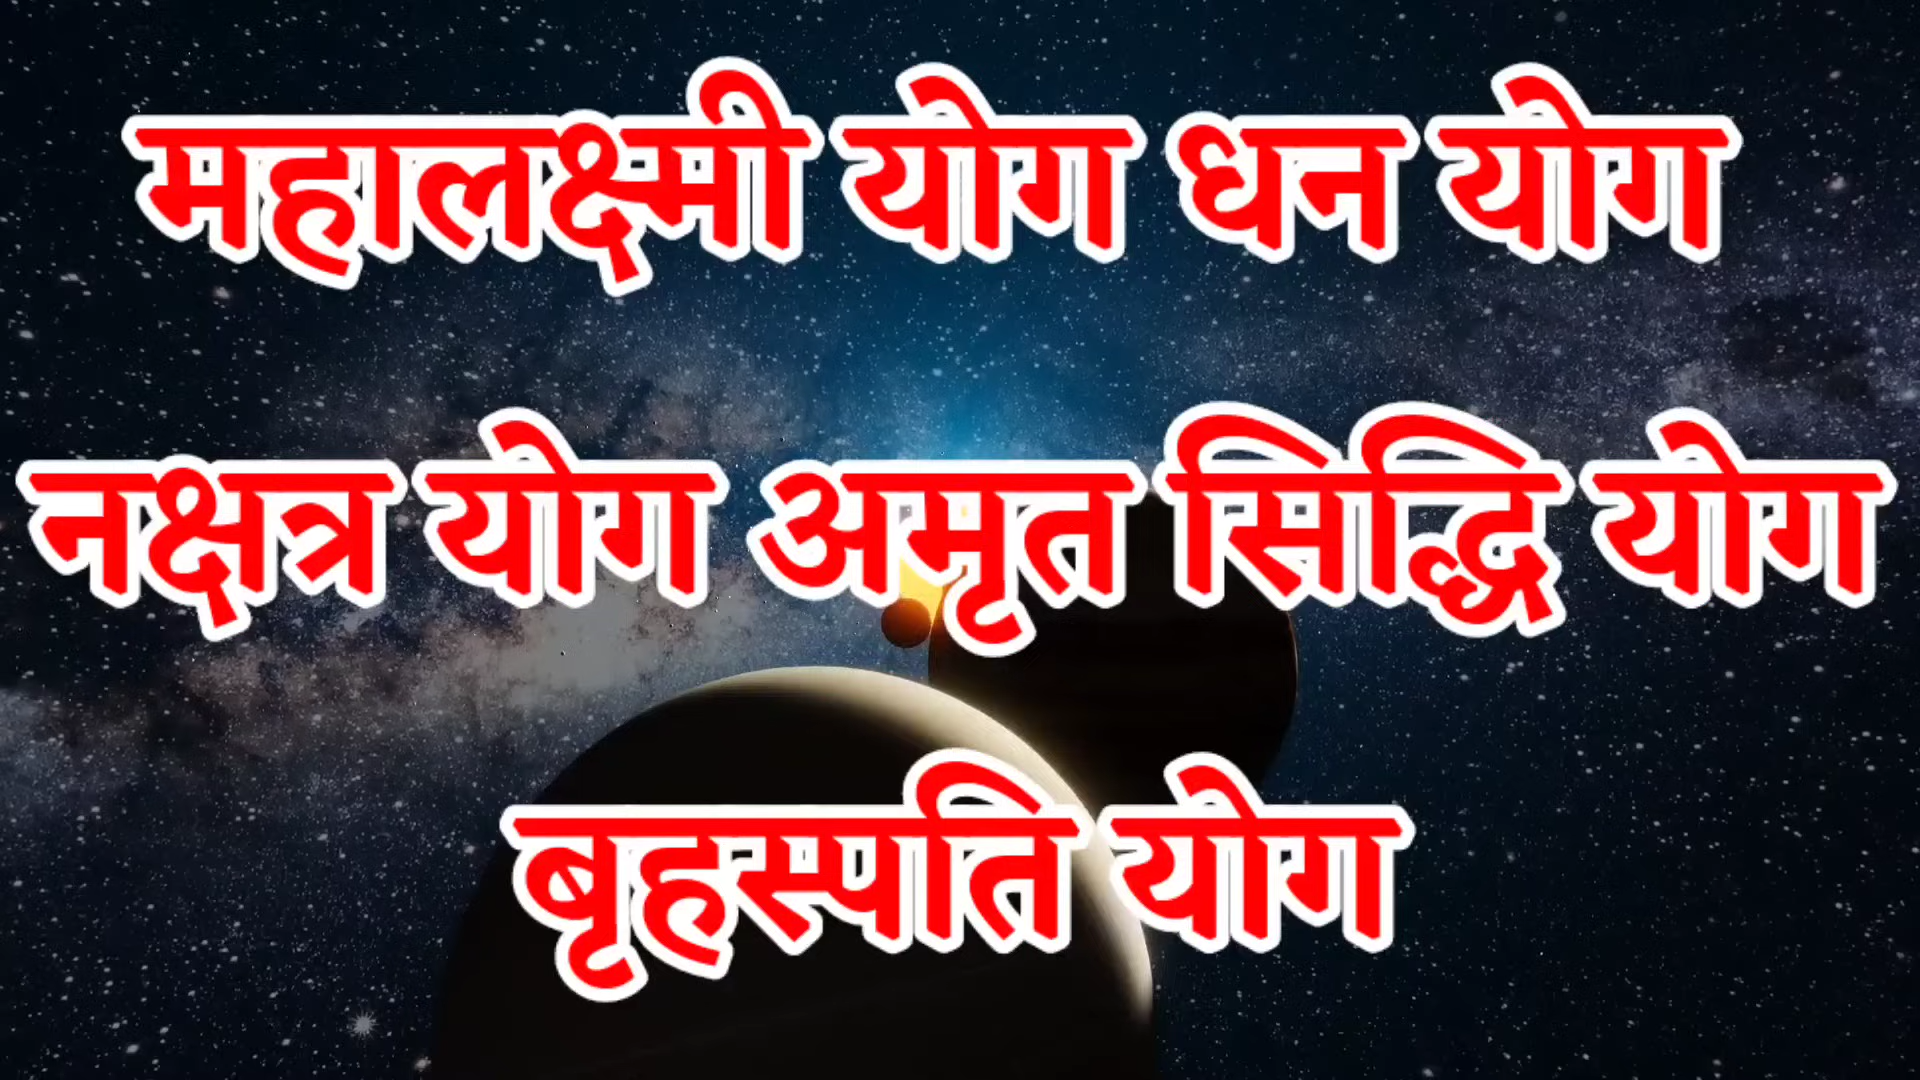 महालक्ष्मी योग धन योग
नक्षत्र योग अमृत सिद्धि योग
बृहस्पति योग